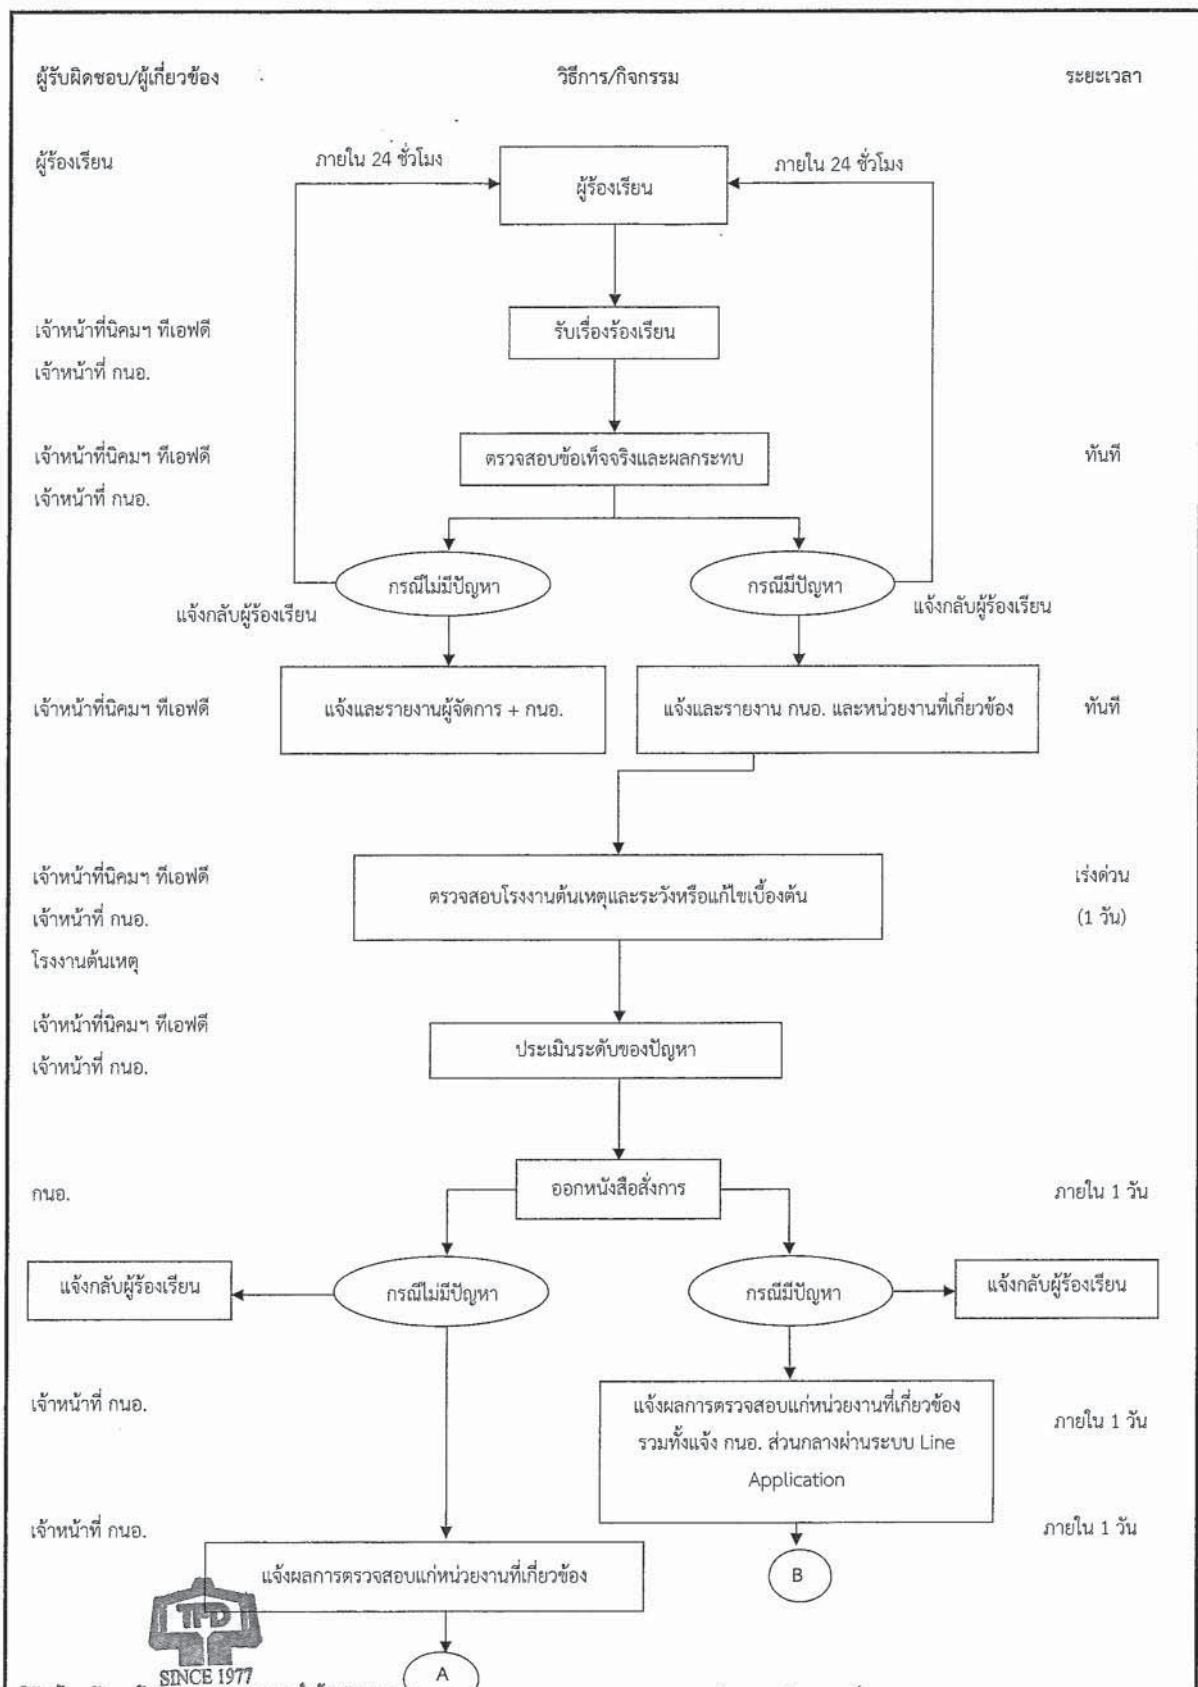 ผู้รับผิดชอบ/ผู้เกี่ยวข้อง วิธีการ/กิจกรรม ระยะเวลา
ผู้ร้องเรียน ภายใน 24 ชั่วโมง ภายใน 24 ชั่วโมง
ผู้ร้องเรียน
เจ้าหน้าที่นิคมฯ ทีเอฟดี รับเรื่องร้องเรียน
เจ้าหน้าที่ กนอ.
เจ้าหน้าที่นิคมฯ ทีเอฟดี ตรวจสอบข้อเท็จจริงและผลกระทบ ทันที
เจ้าหน้าที่ กนอ.
กรณีไม่มีปัญหา กรณีมีปัญหา
แจ้งกลับผู้ร้องเรียน แจ้งกลับผู้ร้องเรียน
เจ้าหน้าที่นิคมฯ ทีเอฟดี แจ้งและรายงานผู้จัดการ + กนอ. แจ้งและรายงาน กนอ. และหน่วยงานที่เกี่ยวข้อง ทันที
เจ้าหน้าที่นิคมฯ ทีเอฟดี ตรวจสอบโรงงานต้นเหตุและระวังหรือแก้ไขเบื้องต้น เร่งด่วน
เจ้าหน้าที่ กนอ. (1 วัน)
โรงงานต้นเหตุ
เจ้าหน้าที่นิคมฯ ทีเอฟดี ประเมินระดับของปัญหา
เจ้าหน้าที่ กนอ.
กนอ. ออกหนังสือสั่งการ ภายใน 1 วัน
แจ้งกลับผู้ร้องเรียน กรณีไม่มีปัญหา กรณีมีปัญหา แจ้งกลับผู้ร้องเรียน
เจ้าหน้าที่ กนอ. แจ้งผลการตรวจสอบแก่หน่วยงานที่เกี่ยวข้อง ภายใน 1 วัน
รวมทั้งแจ้ง กนอ. ส่วนกลางผ่านระบบ Line
Application
เจ้าหน้าที่ กนอ. ภายใน 1 วัน
แจ้งผลการตรวจสอบแก่หน่วยงานที่เกี่ยวข้อง B
TFD
SINCE 1977 A